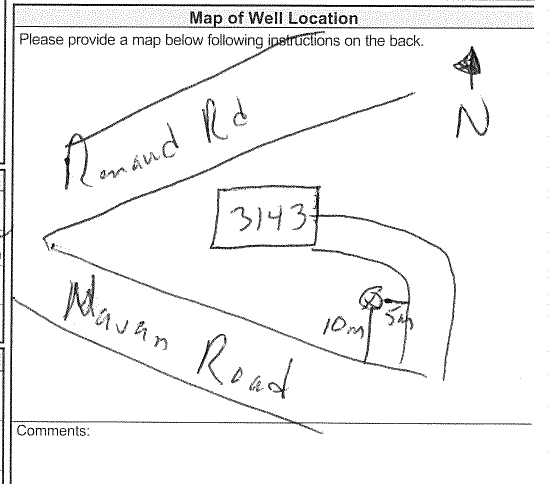 Map of Well Location
Please provide a map below following instructions on the back.
N
Renaud Rd
3143
10m
5m
Navan Road
Comments: